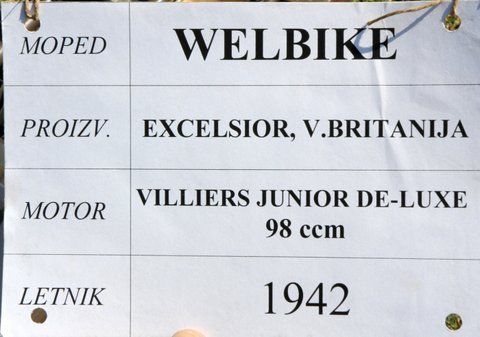 MOPED WELBIKE
PROIZV. EXCELSIOR, V.BRITANIJA
MOTOR VILLIERS JUNIOR DE-LUXE
98 ccm
LETNIK 1942